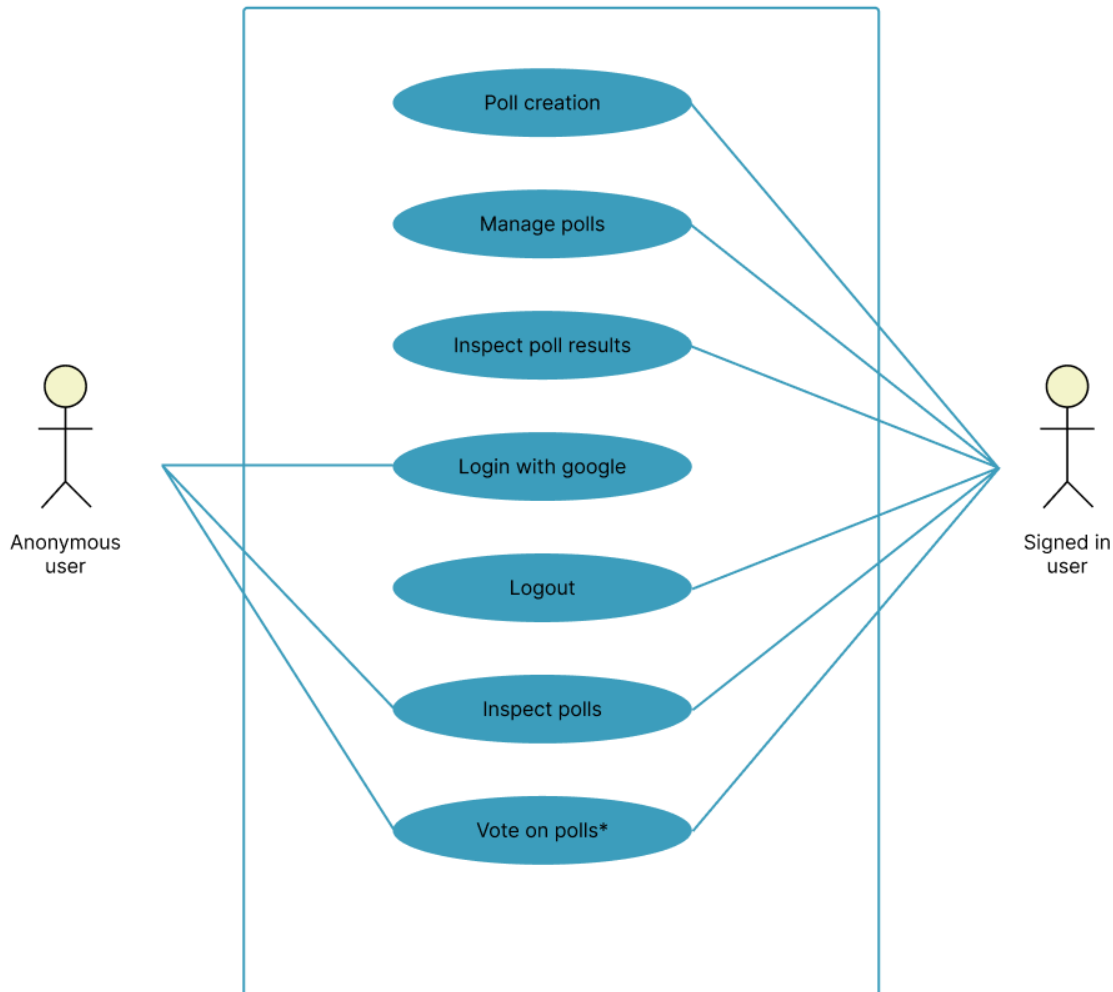 Poll creation
Manage polls
Inspect poll results
Login with google
Anonymous
user
Signed in
user
Logout
Inspect polls
Vote on polls*